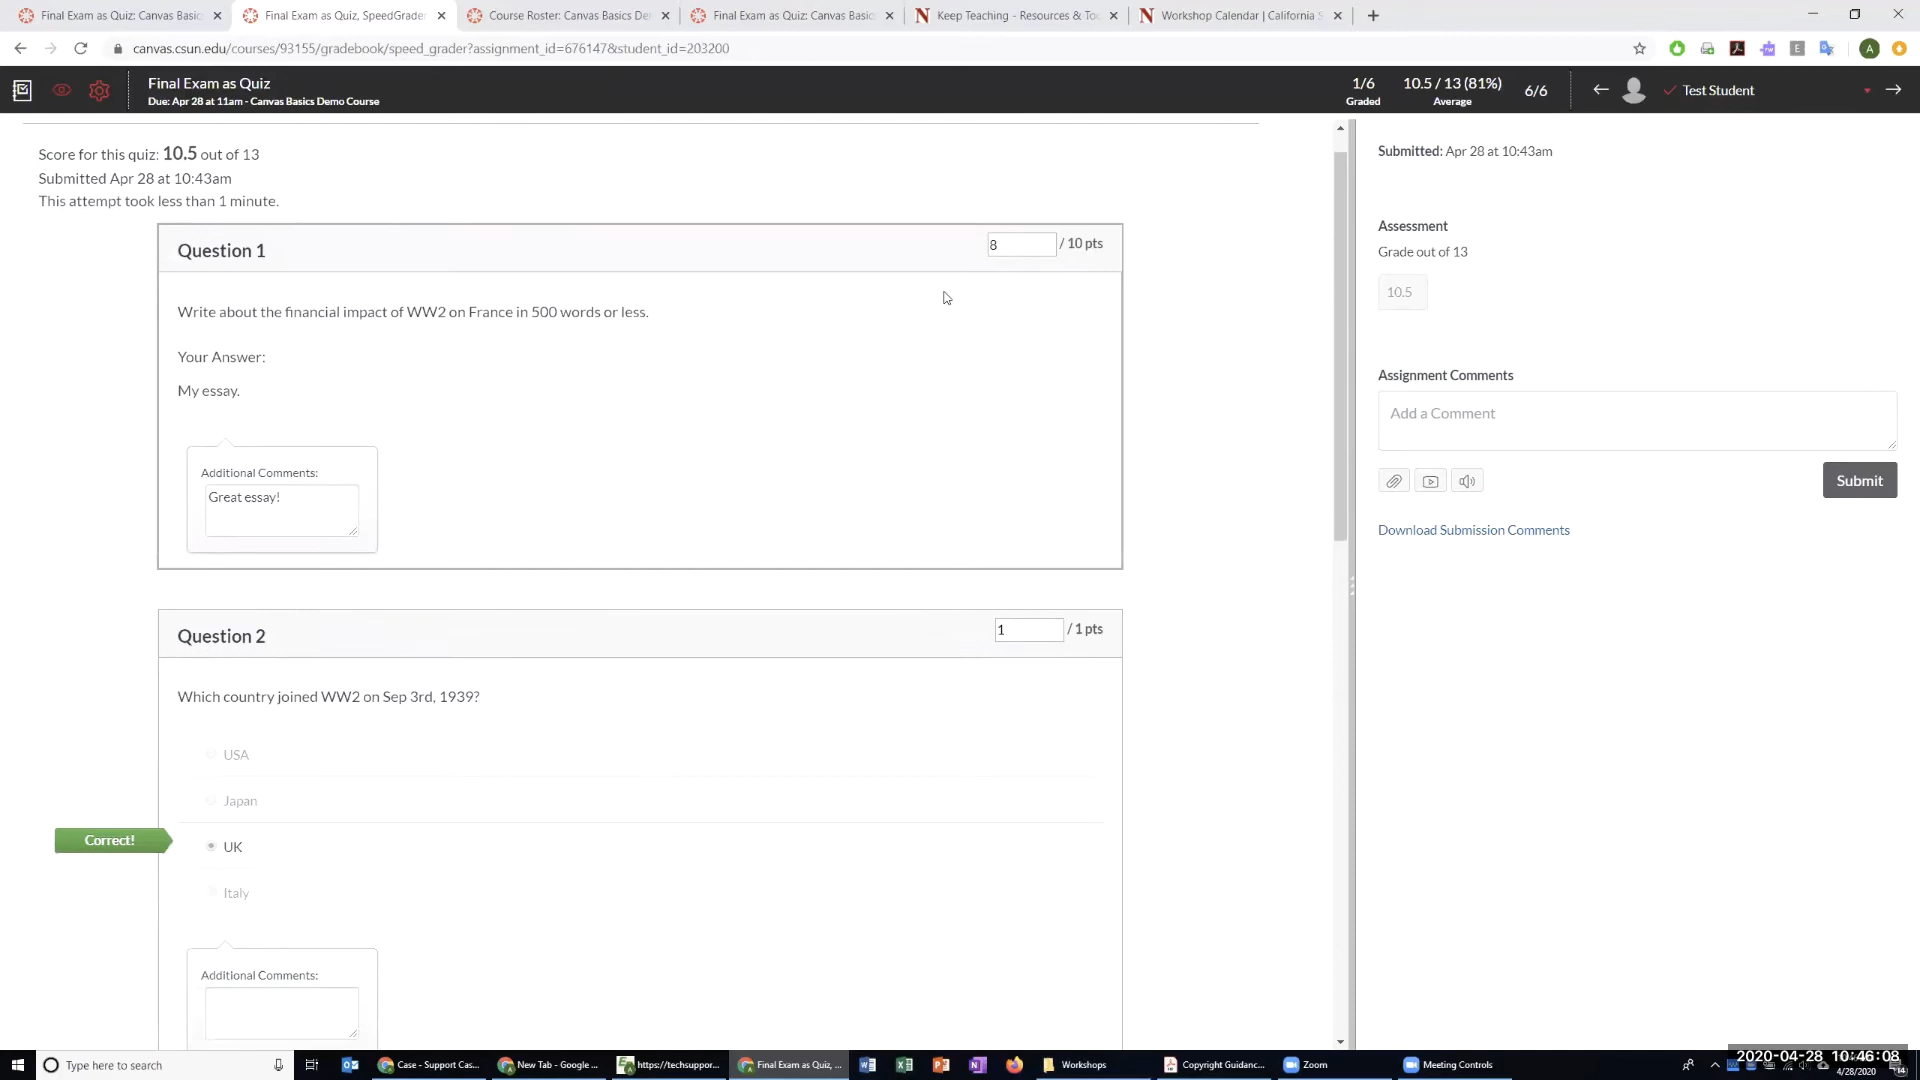 Final Exam as Quiz: Canvas Basic
Final Exam as Quiz, SpeedGrader
Course Roster: Canvas Basics De
Final Exam as Quiz: Canvas Basic
Keep Teaching - Resources & Too
Workshop Calendar | California S
canvas.csun.edu/courses/93155/gradebook/speed_grader?assignment_id=676147&student_id=203200
Final Exam as Quiz
Due: Apr 28 at 11am - Canvas Basics Demo Course
1/6
Graded
10.5 / 13 (81%)
Average
6/6
Test Student
Score for this quiz: 10.5 out of 13
Submitted Apr 28 at 10:43am
This attempt took less than 1 minute.
Question 1
8 / 10 pts
Write about the financial impact of WW2 on France in 500 words or less.
Your Answer:
My essay.
Additional Comments:
Great essay!
Question 2
1 / 1 pts
Which country joined WW2 on Sep 3rd, 1939?
USA
Japan
Correct!
UK
Italy
Additional Comments:
Submitted: Apr 28 at 10:43am
Assessment
Grade out of 13
10.5
Assignment Comments
Add a Comment
Submit
Download Submission Comments
Type here to search
Case - Support Cas...
New Tab - Google ...
https://techsuppor...
Final Exam as Quiz, ...
Workshops
Copyright Guidanc...
Zoom
Meeting Controls
2020-04-28 10:46:08
4/28/2020